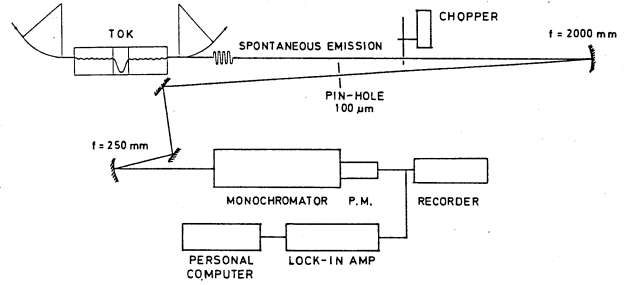 CHOPPER
TOK
f = 2000 mm
SPONTANEOUS EMISSION
PIN-HOLE
100 µm
f = 250 mm
MONOCHROMATOR
P.M.
RECORDER
PERSONAL
COMPUTER
LOCK-IN AMP